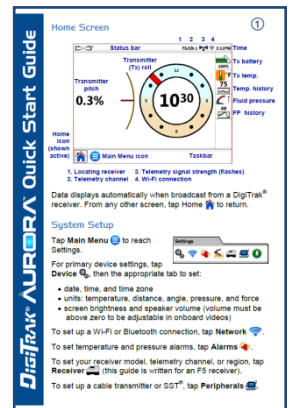 DIGITRAK® AURORA® Quick Start Guide
Home Screen
1
1 2 3 4
Status bar
Time
Transmitter (Tx) roll
Tx battery
100%
Tx temp.
Transmitter pitch
75
Temp. history
0.3%
1030
Fluid pressure
48
FP history
12
Home icon (shown active)
Main Menu icon
Taskbar
1. Locating receiver 3. Telemetry signal strength (flashes)
2. Telemetry channel 4. Wi-Fi connection
Data displays automatically when broadcast from a DigiTrak®
receiver. From any other screen, tap Home to return.
System Setup
Tap Main Menu to reach
Settings.
Settings
For primary device settings, tap
Device , then the appropriate tab to set:
• date, time, and time zone
• units: temperature, distance, angle, pressure, and force
• screen brightness and speaker volume (volume must be
above zero to be adjustable in onboard videos)
To set up a Wi-Fi or Bluetooth connection, tap Network .
To set temperature and pressure alarms, tap Alarms .
To set your receiver model, telemetry channel, or region, tap
Receiver (this guide is written for an F5 receiver).
To set up a cable transmitter or SST®, tap Peripherals .